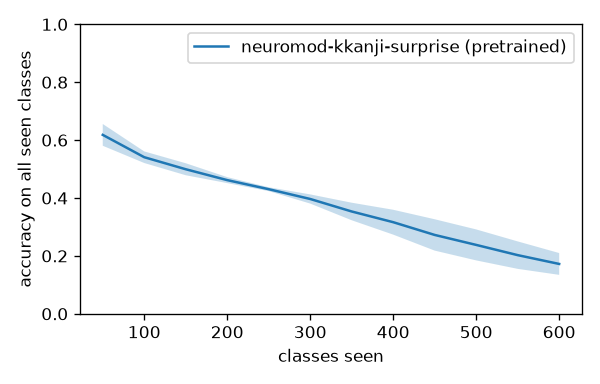 1.0
neuromod-kkanji-surprise (pretrained)
0.8
0.6
0.4
0.2
0.0
accuracy on all seen classes
100 200 300 400 500 600
classes seen